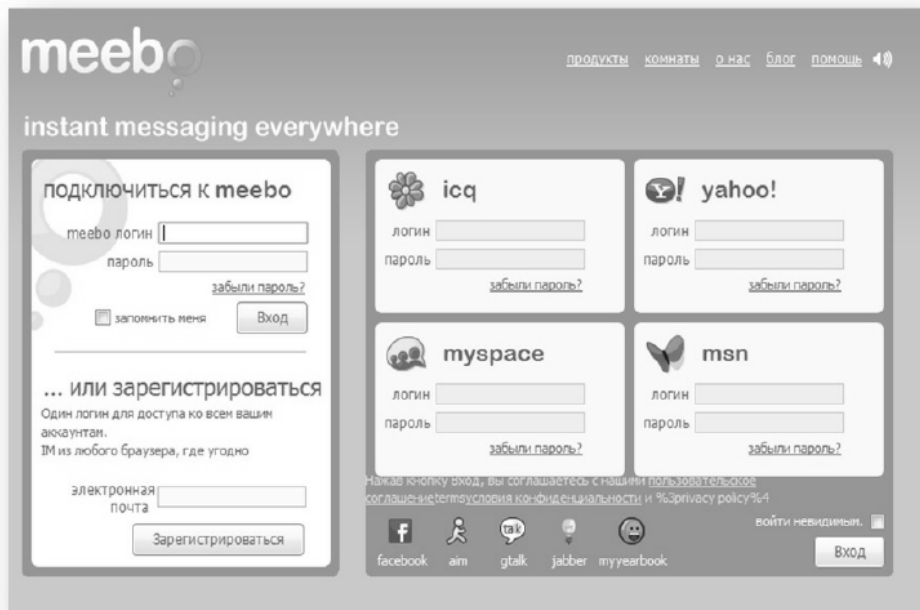 meebo
продукты комнаты о нас блог помощь
instant messaging everywhere
подключиться к meebo
meebo логин
пароль
забыли пароль?
запомнить меня Вход
... или зарегистрироваться
Один логин для доступа ко всем вашим
аккаунтам.
IM из любого браузера, где угодно
электронная
почта
Зарегистрироваться
icq
логин
пароль
забыли пароль?
yahoo!
логин
пароль
забыли пароль?
myspace
логин
пароль
забыли пароль?
msn
логин
пароль
забыли пароль?
Нажав кнопку Вход, вы соглашаетесь с нашими пользовательское
соглашениеtermsусловия конфиденциальности и %3privacy policy%4
войти невидимым.
talk
facebook aim gtalk jabber myyearbook
Вход